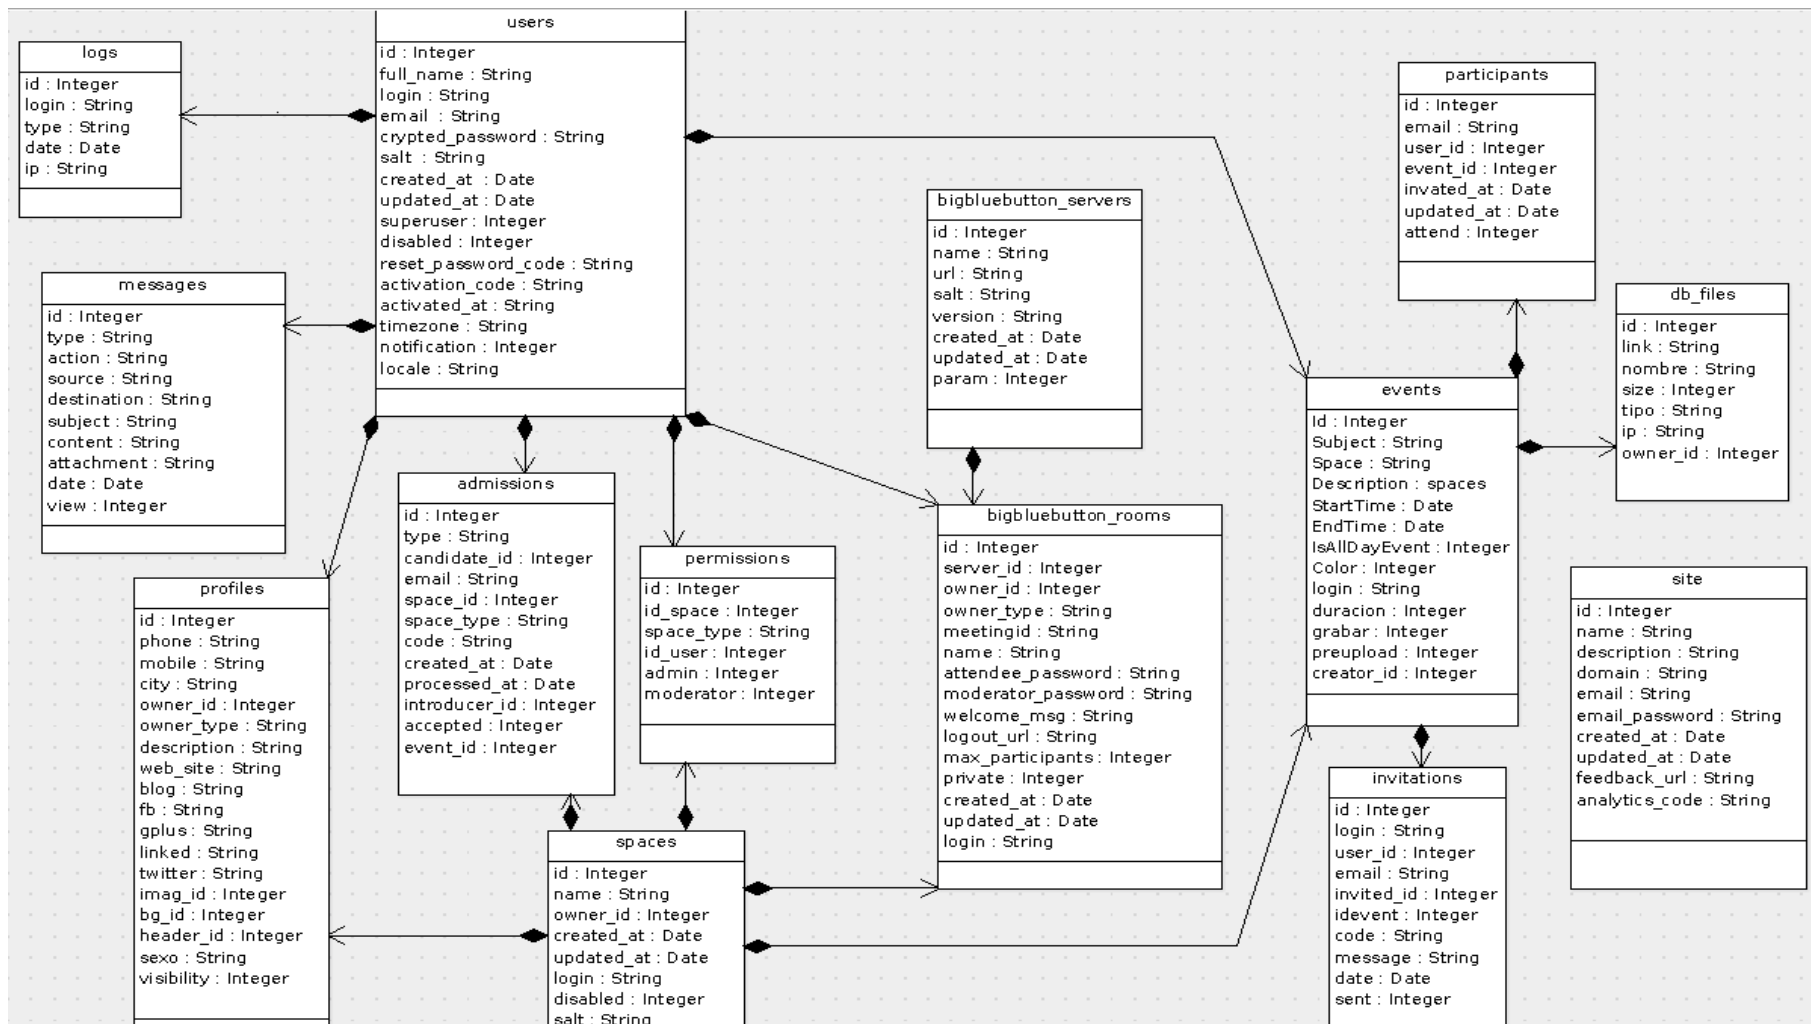 users
id : Integer
full_name : String
login : String
email : String
crypted_password : String
salt : String
created_at : Date
updated_at : Date
superuser : Integer
disabled : Integer
reset_password_code : String
activation_code : String
activated_at : String
timezone : String
notification : Integer
locale : String
logs
id : Integer
login : String
type : String
date : Date
ip : String
messages
id : Integer
type : String
action : String
source : String
destination : String
subject : String
content : String
attachment : String
date : Date
view : Integer
profiles
id : Integer
phone : String
mobile : String
city : String
owner_id : Integer
owner_type : String
description : String
web_site : String
blog : String
fb : String
gplus : String
linked : String
twitter : String
imag_id : Integer
bg_id : Integer
header_id : Integer
sexo : String
visibility : Integer
admissions
id : Integer
type : String
candidate_id : Integer
email : String
space_id : Integer
space_type : String
code : String
created_at : Date
processed_at : Date
introducer_id : Integer
accepted : Integer
event_id : Integer
permissions
id : Integer
id_space : Integer
space_type : String
id_user : Integer
admin : Integer
moderator : Integer
spaces
id : Integer
name : String
owner_id : Integer
created_at : Date
updated_at : Date
login : String
disabled : Integer
salt : String
bigbluebutton_servers
id : Integer
name : String
url : String
salt : String
version : String
created_at : Date
updated_at : Date
param : Integer
bigbluebutton_rooms
id : Integer
server_id : Integer
owner_id : Integer
owner_type : String
meetingid : String
name : String
attendee_password : String
moderator_password : String
welcome_msg : String
logout_url : String
max_participants : Integer
private : Integer
created_at : Date
updated_at : Date
login : String
participants
id : Integer
email : String
user_id : Integer
event_id : Integer
invated_at : Date
updated_at : Date
attend : Integer
db_files
id : Integer
link : String
nombre : String
size : Integer
tipo : String
ip : String
owner_id : Integer
events
Id : Integer
Subject : String
Space : String
Description : spaces
StartTime : Date
EndTime : Date
IsAllDayEvent : Integer
Color : Integer
login : String
duracion : Integer
grabar : Integer
preupload : Integer
creator_id : Integer
site
id : Integer
name : String
description : String
domain : String
email : String
email_password : String
created_at : Date
updated_at : Date
feedback_url : String
analytics_code : String
invitations
id : Integer
login : String
user_id : Integer
email : String
invited_id : Integer
idevent : Integer
code : String
message : String
date : Date
sent : Integer